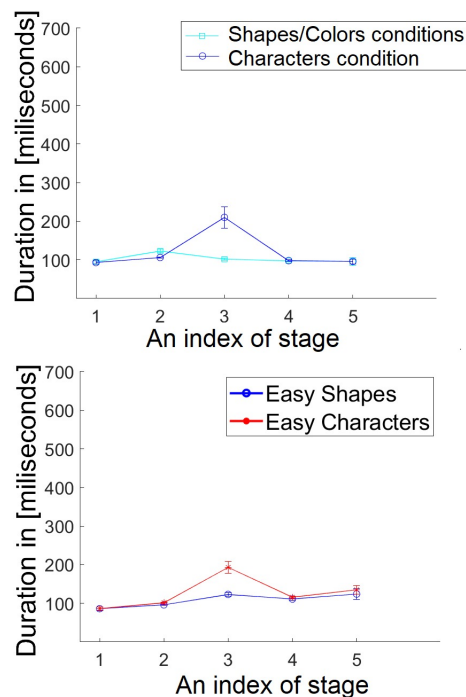 700
600
500
400
300
200
100
Duration in [miliseconds]
Shapes/Colors conditions
Characters condition
1 2 3 4 5
An index of stage
700
600
500
400
300
200
100
Duration in [miliseconds]
Easy Shapes
Easy Characters
1 2 3 4 5
An index of stage